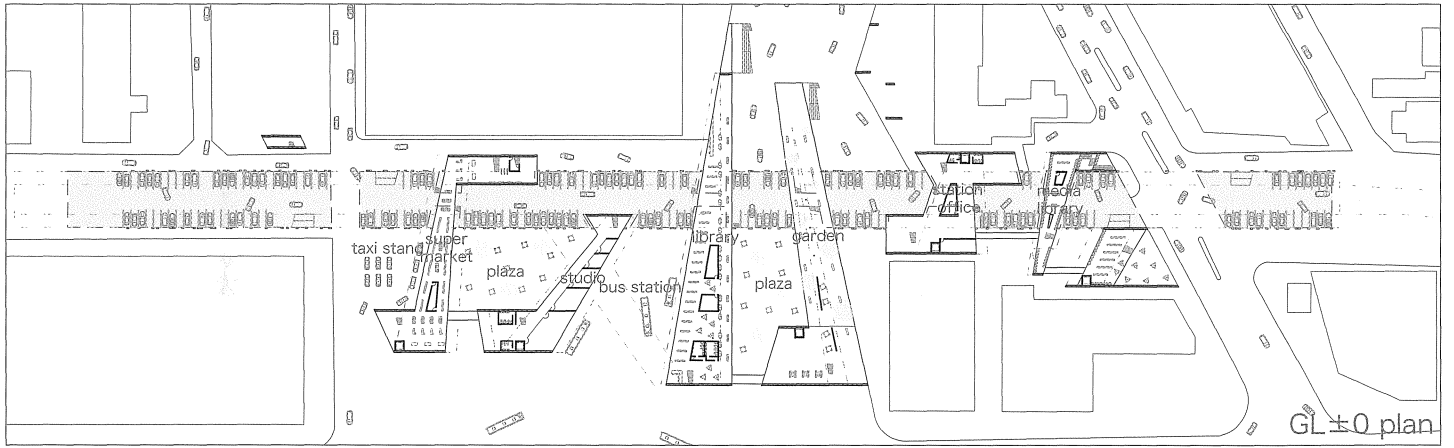 station
office
media
library
taxi stand
super
market
plaza
studio
bus station
library
garden
plaza
GL±0 plan